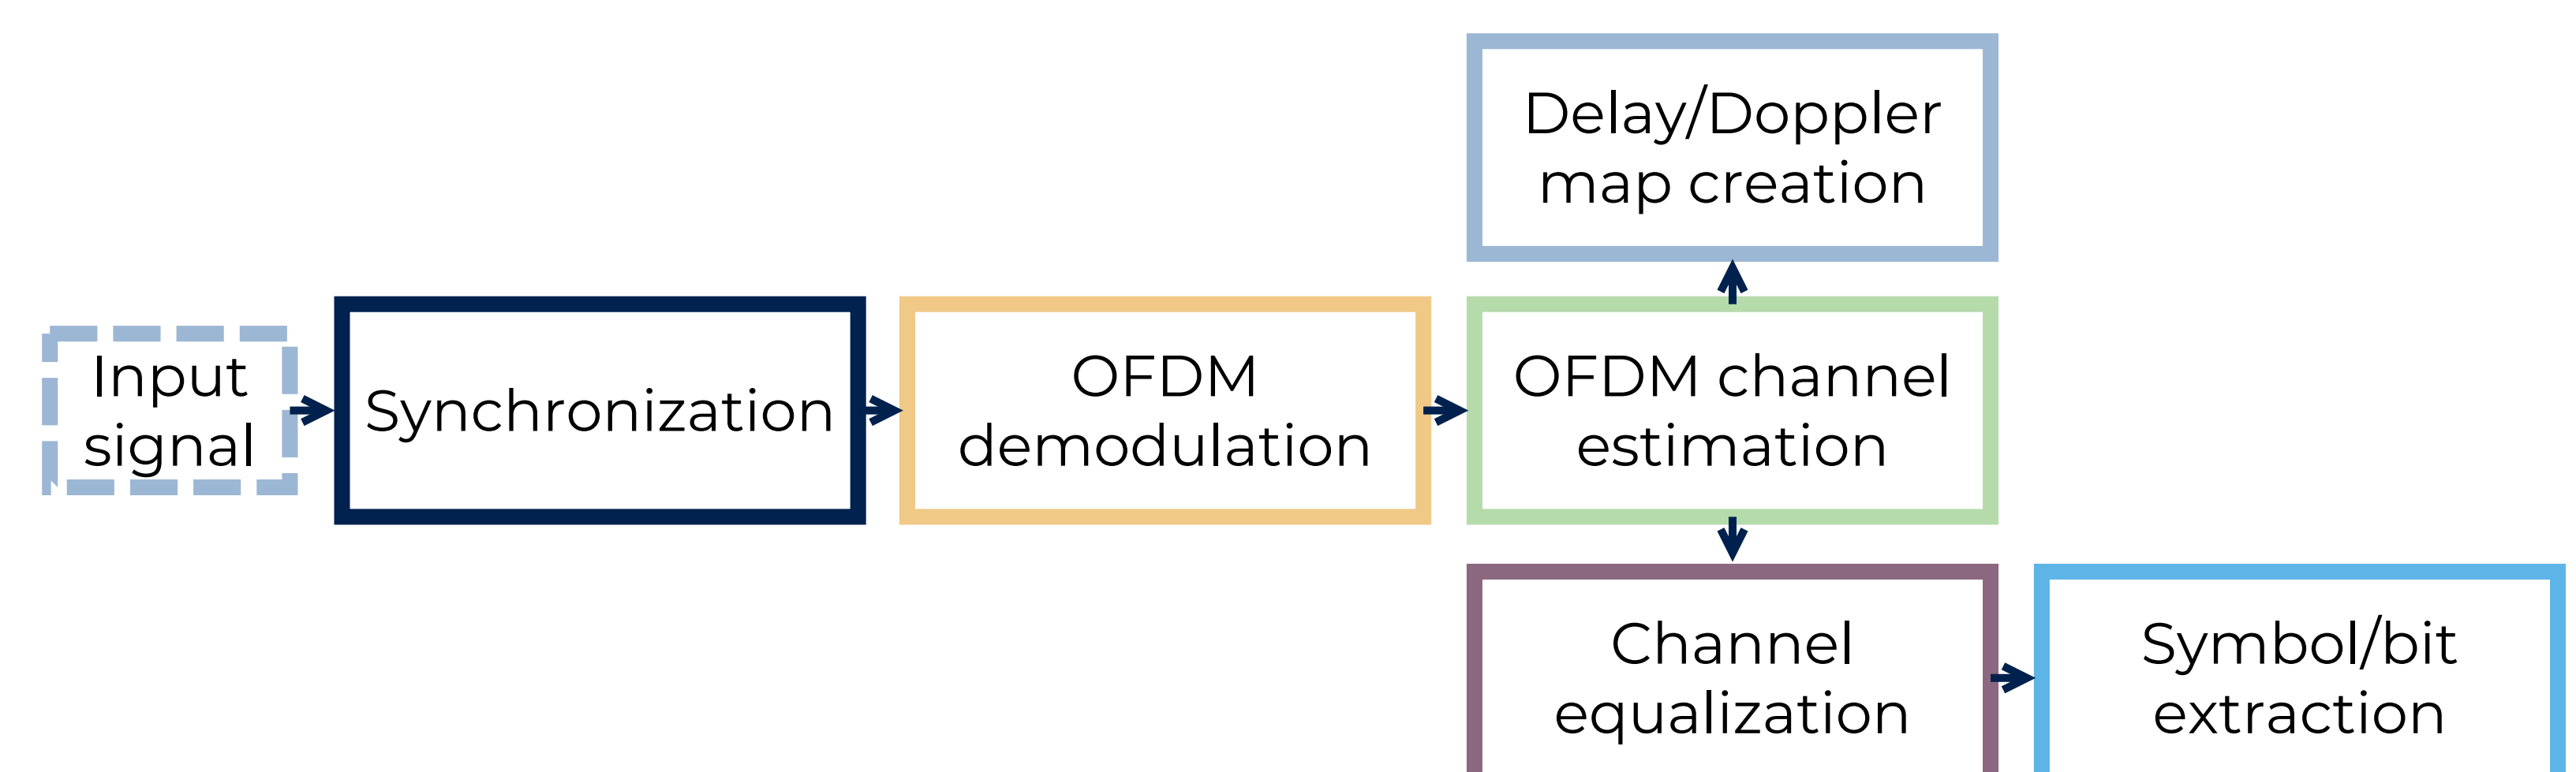 Input
signal
Synchronization
OFDM
demodulation
OFDM channel
estimation
Delay/Doppler
map creation
Channel
equalization
Symbol/bit
extraction